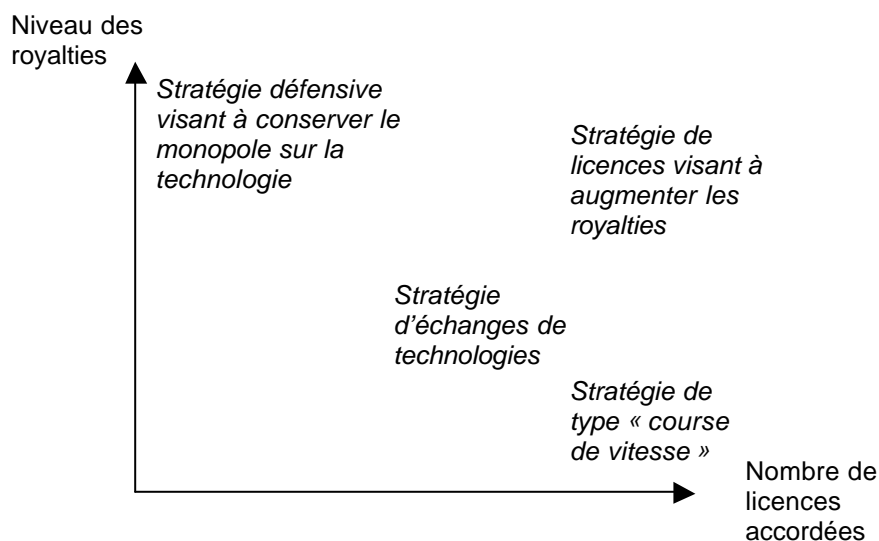 Niveau des
royalties
Stratégie défensive
visant à conserver le
monopole sur la
technologie
Stratégie de
licences visant à
augmenter les
royalties
Stratégie
d'échanges de
technologies
Stratégie de
type « course
de vitesse »
Nombre de
licences
accordées